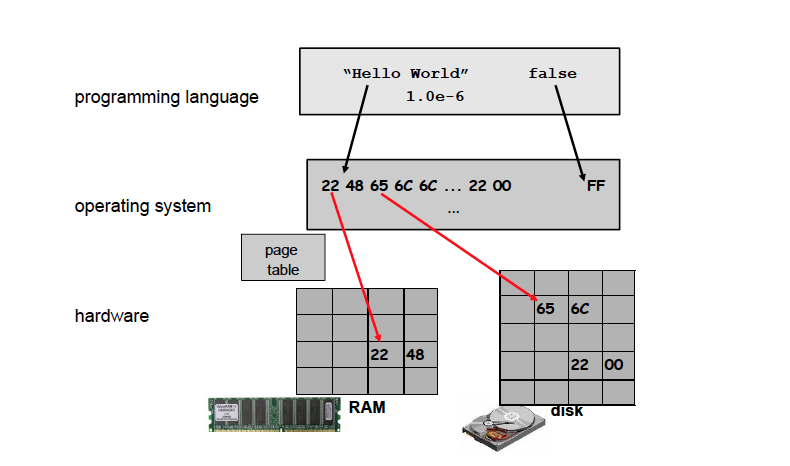 "Hello World" false
1.0e-6
programming language
22 48 65 6C 6C ... 22 00 FF
...
operating system
page
table
hardware
65 6C
22 48
22 00
RAM
disk